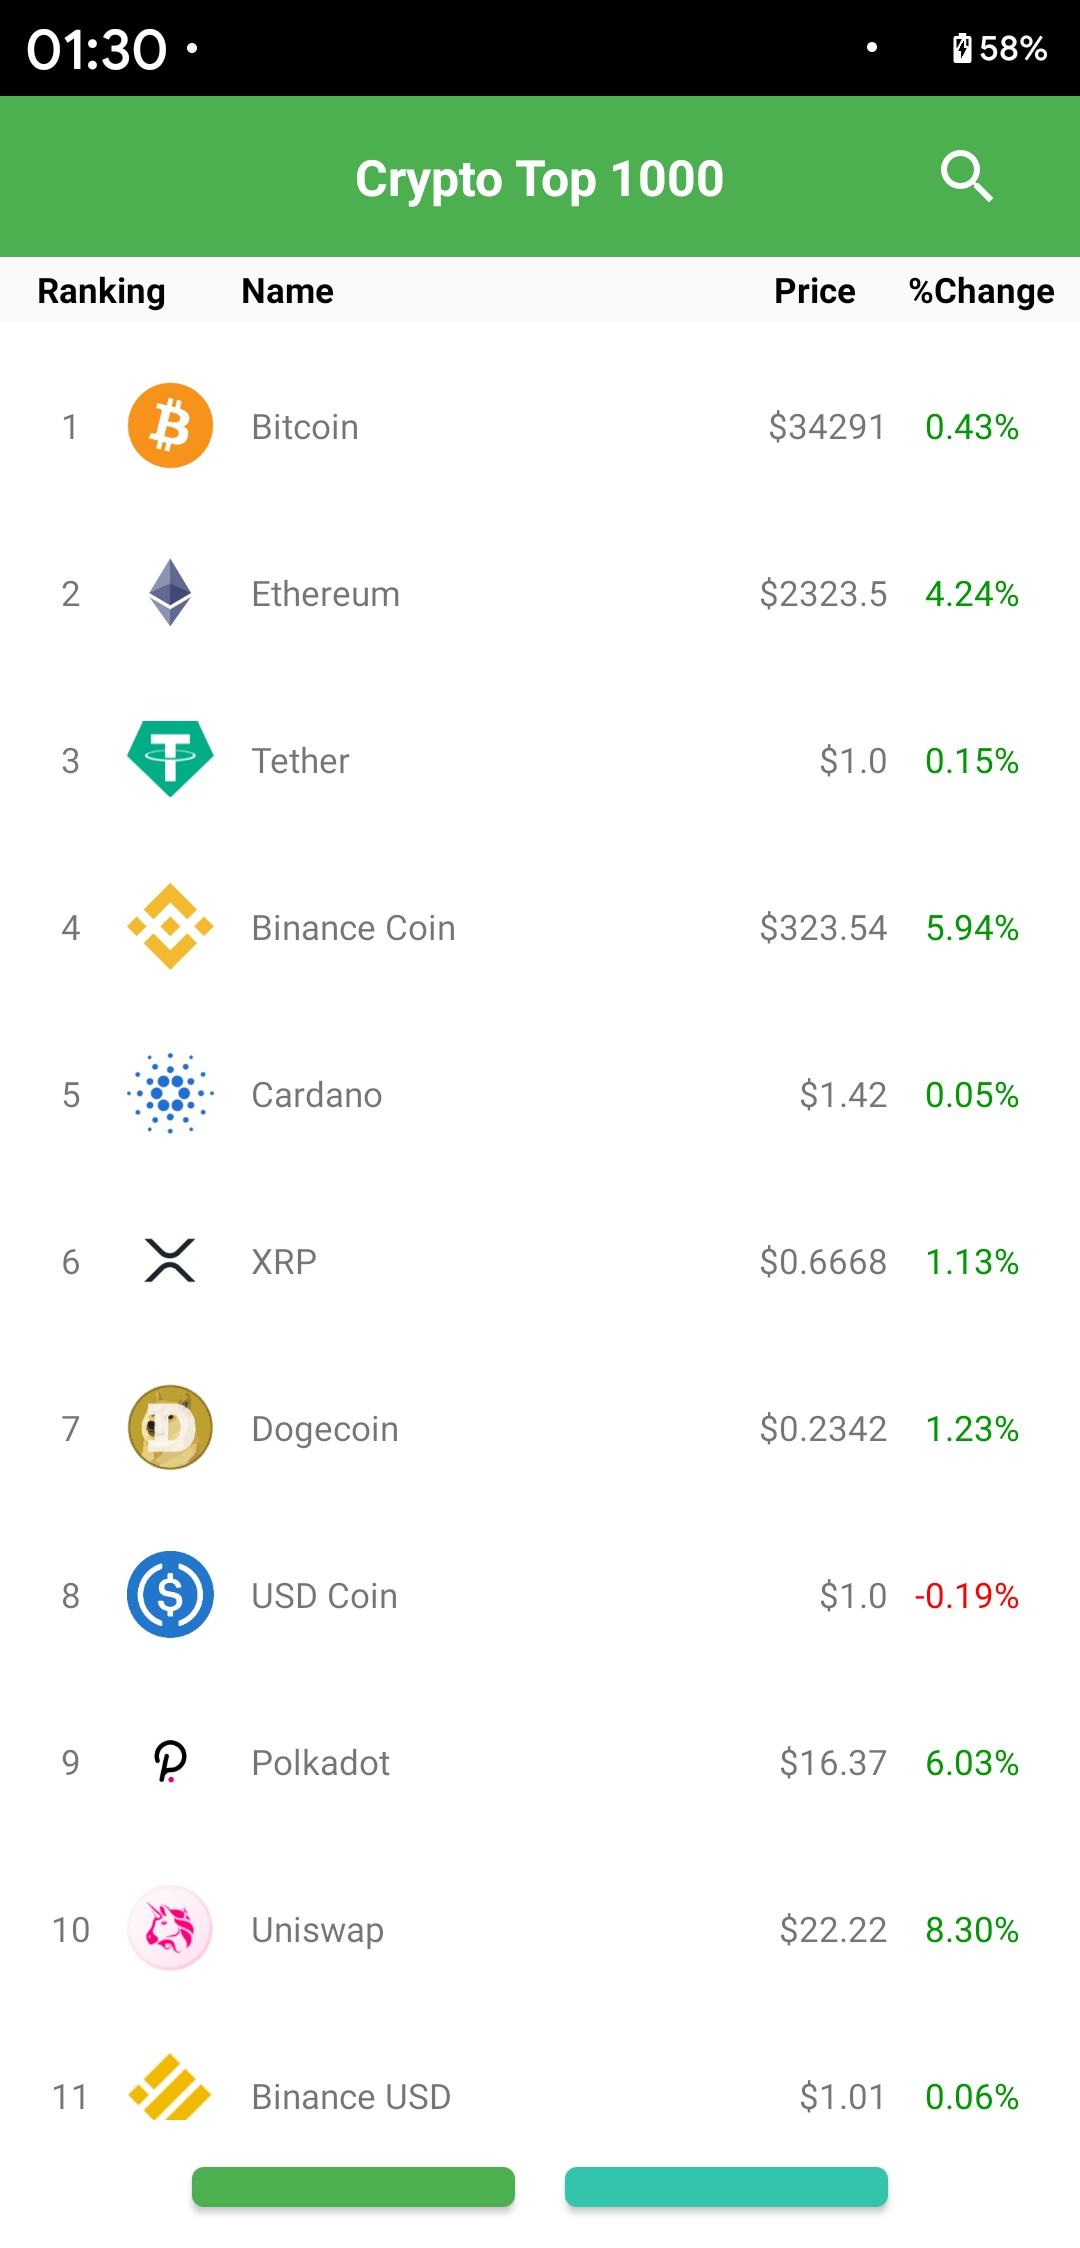 01:30 58%
Crypto Top 1000
Ranking Name Price %Change
1 Bitcoin $34291 0.43%
2 Ethereum $2323.5 4.24%
3 Tether $1.0 0.15%
4 Binance Coin $323.54 5.94%
5 Cardano $1.42 0.05%
6 XRP $0.6668 1.13%
7 Dogecoin $0.2342 1.23%
8 USD Coin $1.0 -0.19%
9 Polkadot $16.37 6.03%
10 Uniswap $22.22 8.30%
11 Binance USD $1.01 0.06%